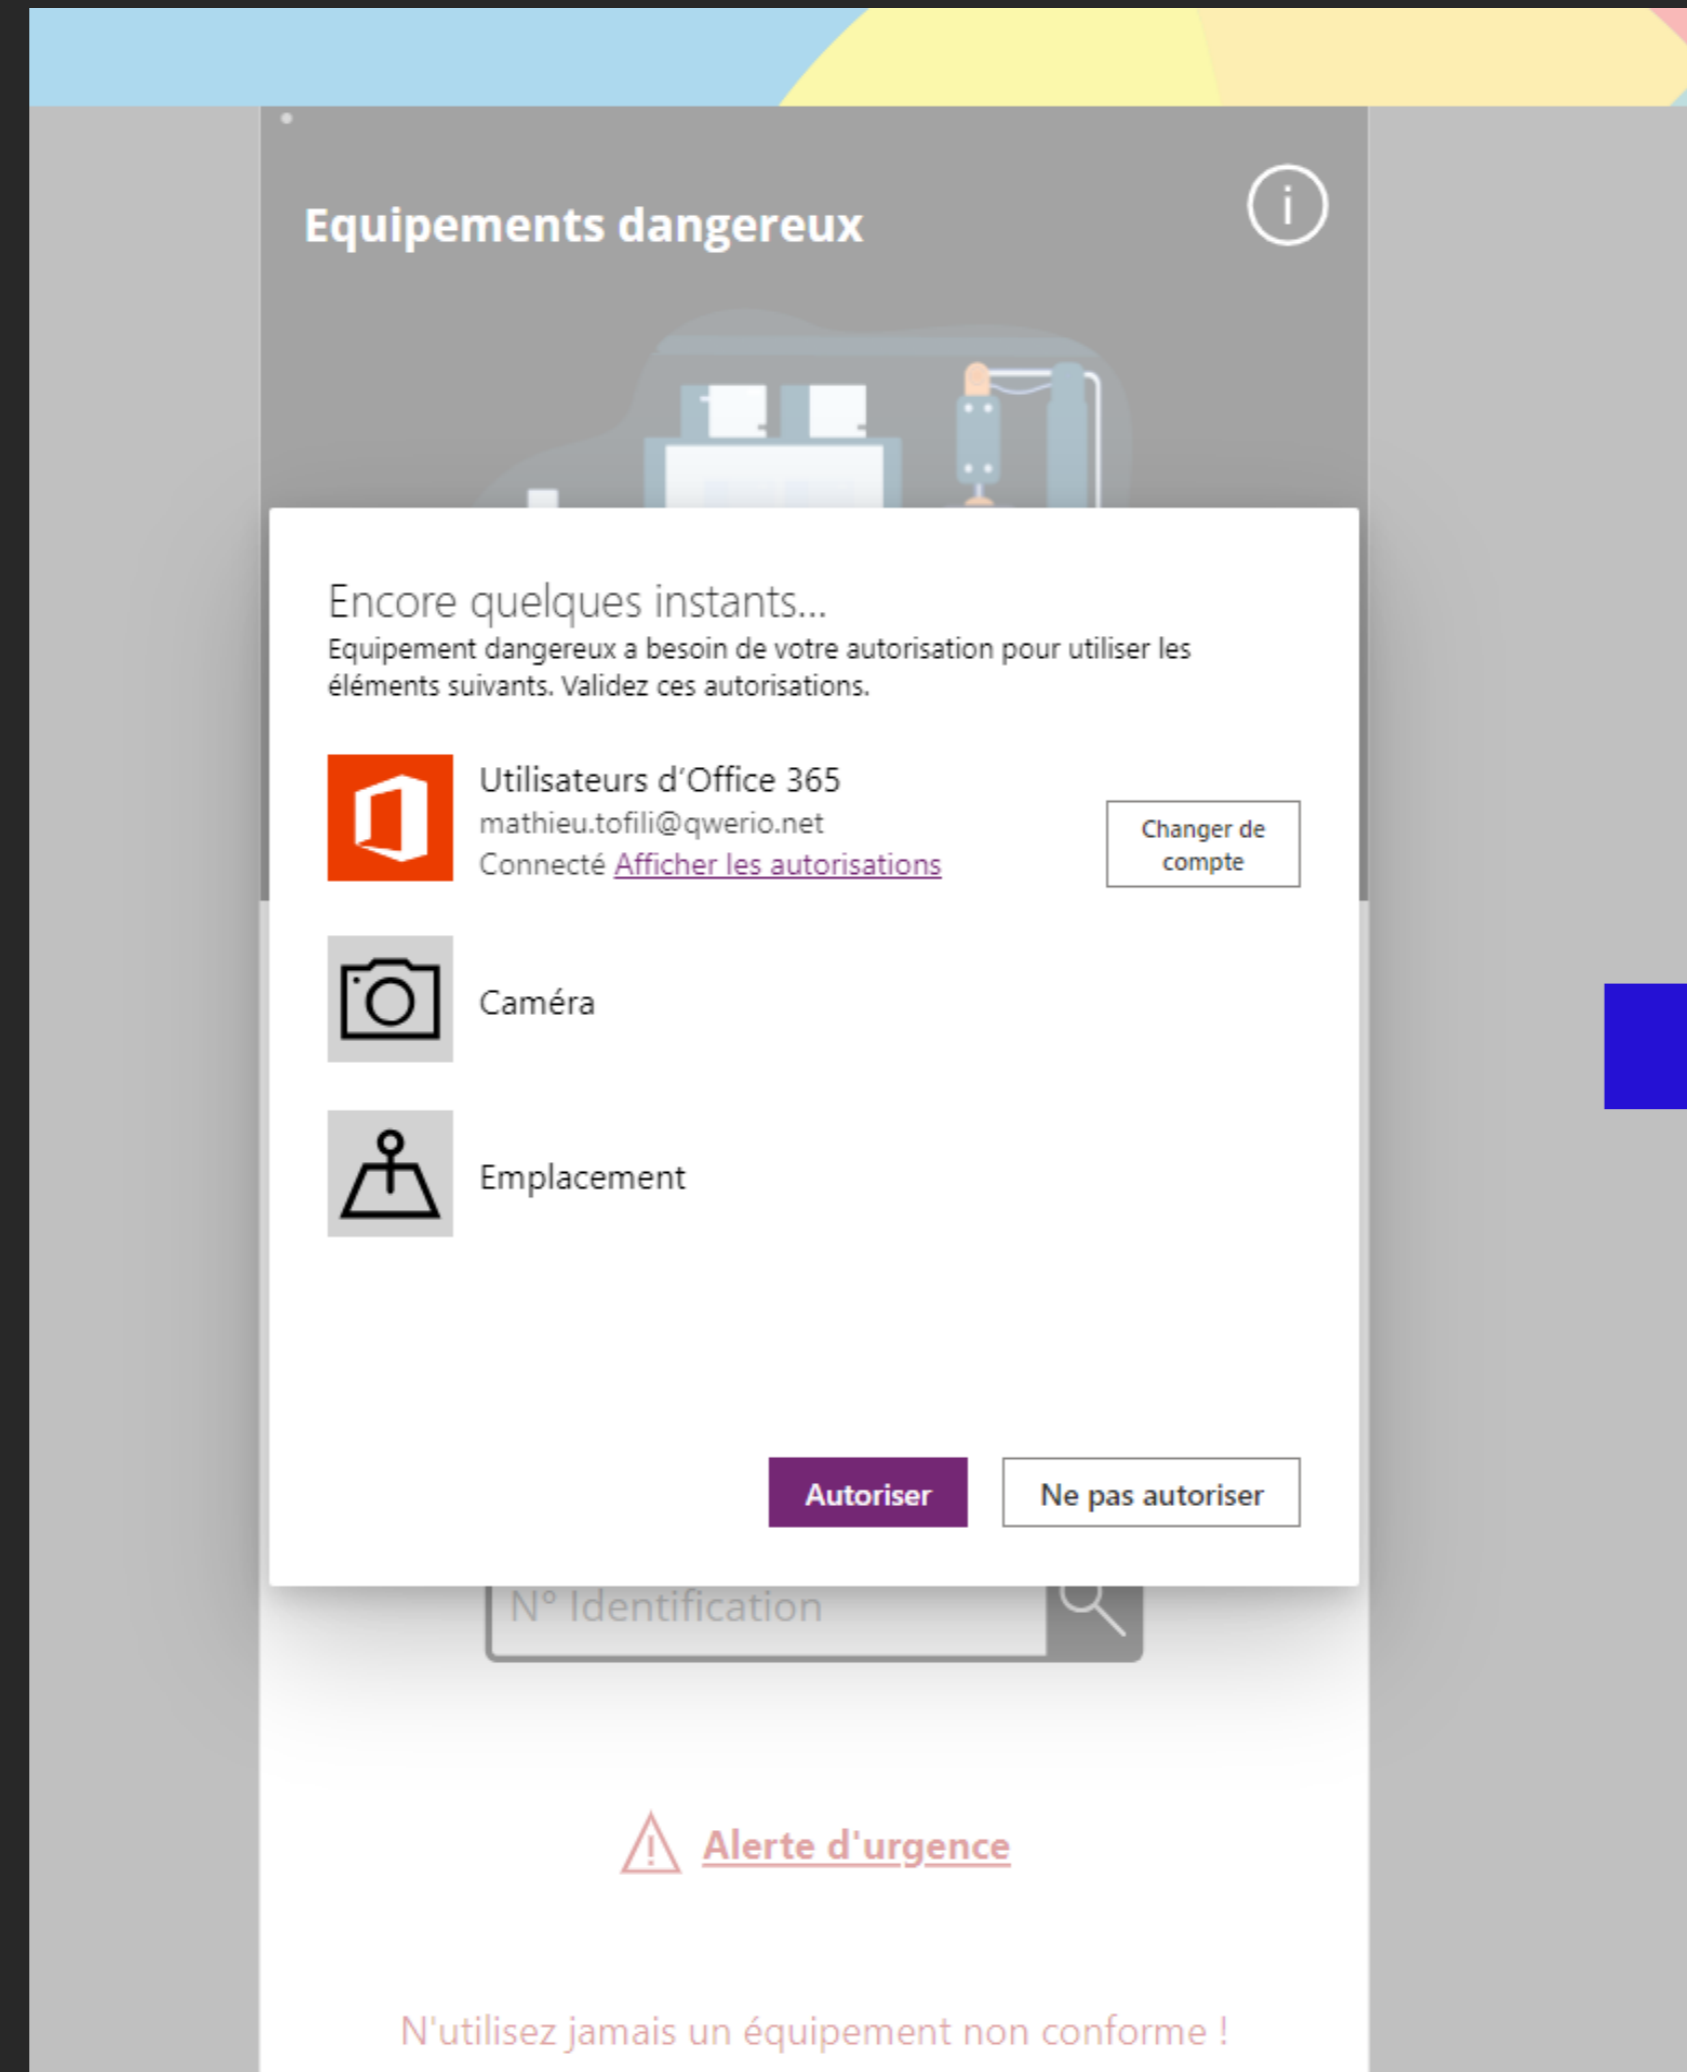 Equipements dangereux
Encore quelques instants...
Equipement dangereux a besoin de votre autorisation pour utiliser les
éléments suivants. Validez ces autorisations.
Utilisateurs d'Office 365
mathieu.tofili@qwerio.net
Connecté Afficher les autorisations
Changer de
compte
Caméra
Emplacement
Autoriser
Ne pas autoriser
N° Identification
Alerte d'urgence
N'utilisez jamais un équipement non conforme !